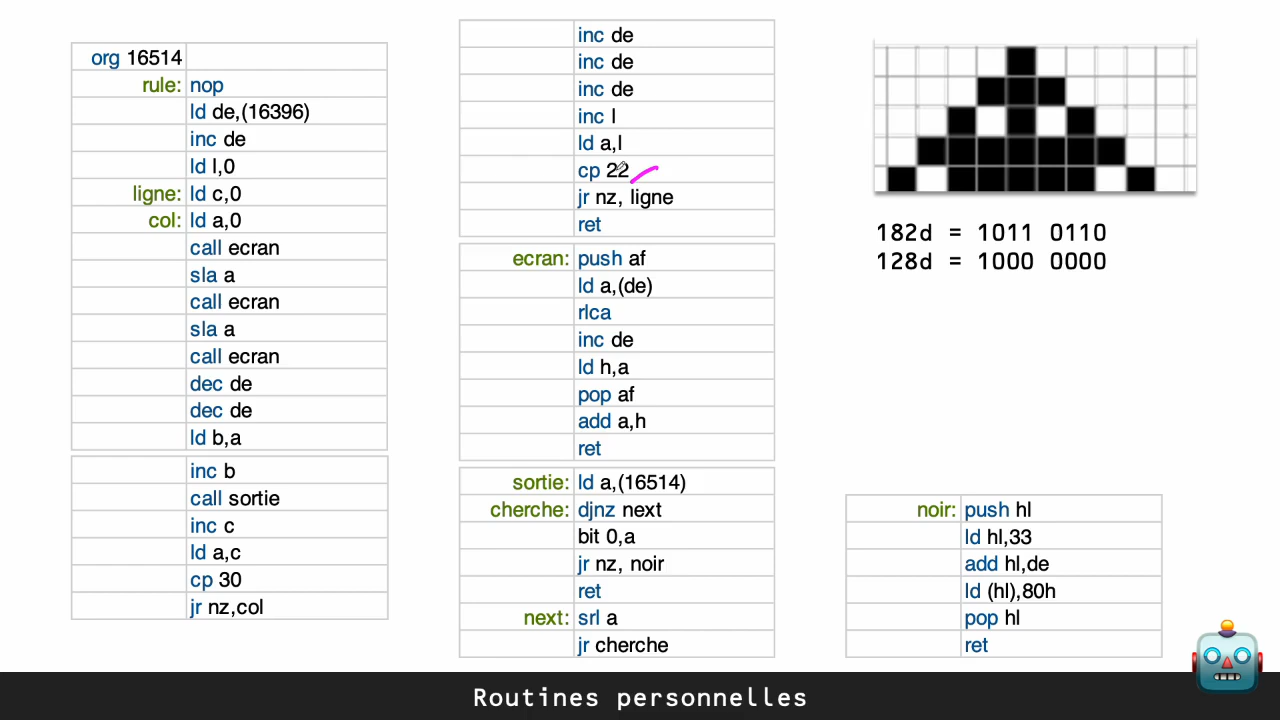 org 16514
rule: nop
ld de,(16396)
inc de
ld l,0
ligne: ld c,0
col: ld a,0
call ecran
sla a
call ecran
sla a
call ecran
dec de
dec de
ld b,a
inc b
call sortie
inc c
ld a,c
cp 30
jr nz,col
inc de
inc de
inc de
inc l
ld a,l
cp 22
jr nz, ligne
ret
ecran: push af
ld a,(de)
rlca
inc de
ld h,a
pop af
add a,h
ret
sortie: ld a,(16514)
cherche: djnz next
bit 0,a
jr nz, noir
ret
next: srl a
jr cherche
182d = 1011 0110
128d = 1000 0000
noir: push hl
ld hl,33
add hl,de
ld (hl),80h
pop hl
ret
Routines personnelles